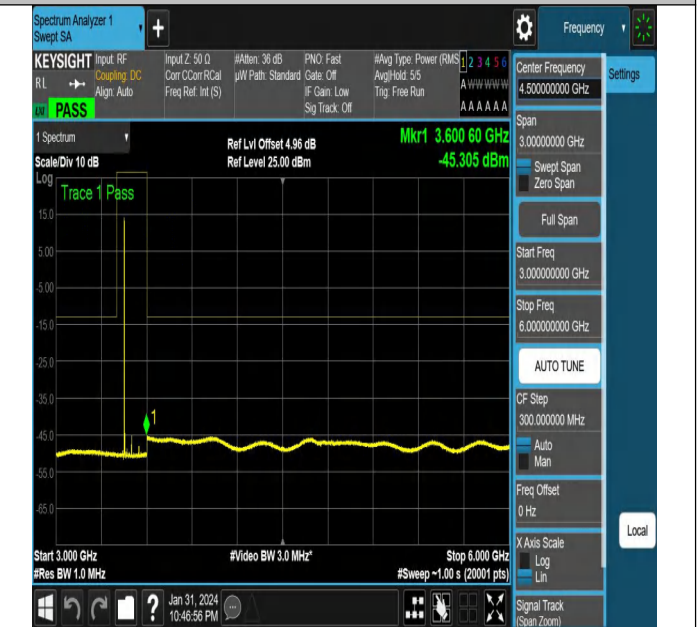 Spectrum Analyzer 1
Swept SA
+
Frequency
KEYSIGHT
RL
PASS
Input: RF
Coupling: DC
Align: Auto
Input Z: 50 Ω
Corr CCorr RCal
Freq Ref: Int (S)
#Atten: 36 dB
µW Path: Standard
PNO: Fast
Gate: Off
IF Gain: Low
Sig Track: Off
#Avg Type: Power (RMS
Avg|Hold: 5/5
Trig: Free Run
1 2 3 4 5 6
A W W W W W
A A A A A A
1 Spectrum
Scale/Div 10 dB
Ref Lvl Offset 4.96 dB
Ref Level 25.00 dBm
Mkr1 3.600 60 GHz
-45.305 dBm
Log
Trace 1 Pass
15.0
5.00
-5.00
-15.0
-25.0
-35.0
-45.0
-55.0
-65.0
1
Start 3.000 GHz
#Res BW 1.0 MHz
#Video BW 3.0 MHz*
Stop 6.000 GHz
#Sweep ~1.00 s (20001 pts)
Jan 31, 2024
10:46:56 PM
?
Center Frequency
4.500000000 GHz
Span
3.00000000 GHz
Swept Span
Zero Span
Full Span
Start Freq
3.000000000 GHz
Stop Freq
6.000000000 GHz
AUTO TUNE
CF Step
300.000000 MHz
Auto
Man
Freq Offset
0 Hz
X Axis Scale
Log
Lin
Signal Track
(Span Zoom)
Settings
Local